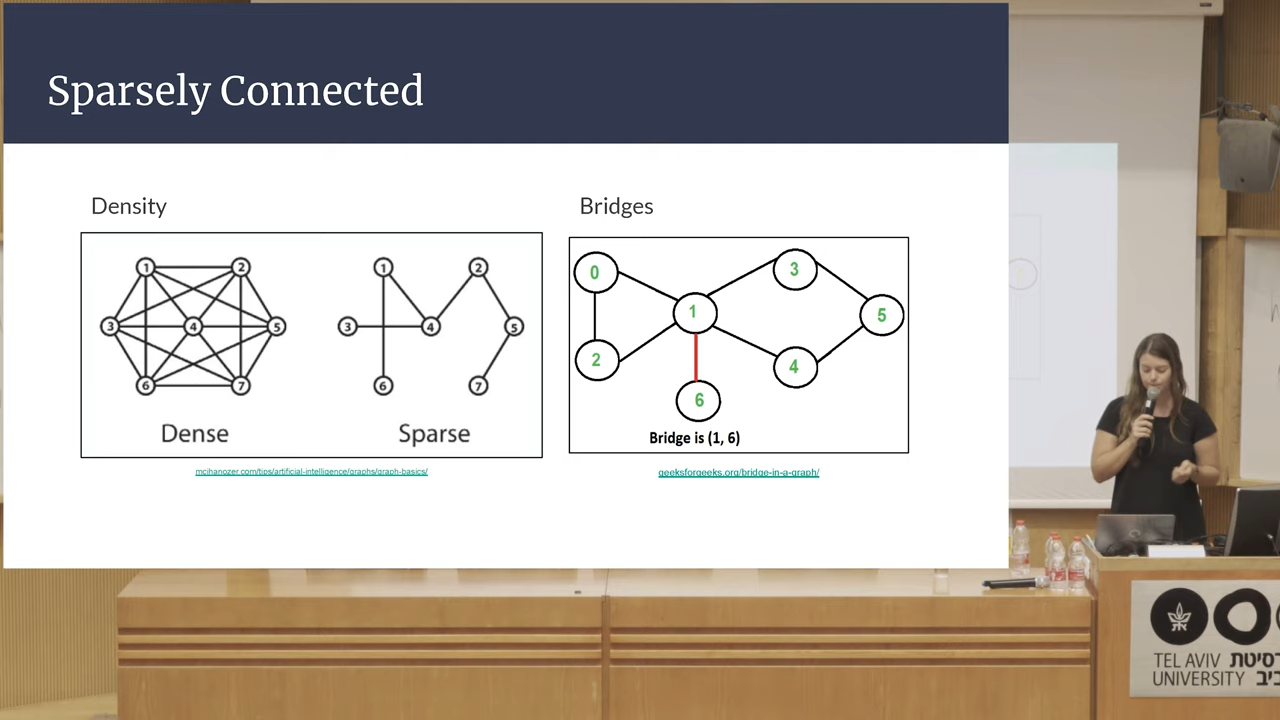 Sparsely Connected
Density
Bridges
1 2
3 4 5
6 7
Dense
1 2
3 4 5
6 7
Sparse
mcihanozer.com/tips/artificial-intelligence/graphs/graph-basics/
0
3
1
5
2
4
6
Bridge is (1, 6)
geeksforgeeks.org/bridge-in-a-graph/
TEL AVIV
UNIVERSITY